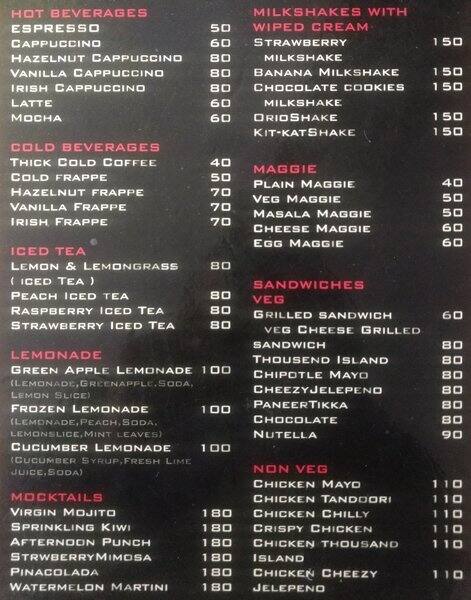 HOT BEVERAGES
ESPRESSO 50
CAPPUCCINO 60
HAZELNUT CAPPUCCINO 80
VANILLA CAPPUCCINO 80
IRISH CAPPUCCINO 80
LATTE 60
MOCHA 60
COLD BEVERAGES
THICK COLD COFFEE 40
COLD FRAPPE 50
HAZELNUT FRAPPE 70
VANILLA FRAPPE 70
IRISH FRAPPE 70
ICED TEA
LEMON & LEMONGRASS 80
( ICED TEA )
PEACH ICED TEA 80
RASPBERRY ICED TEA 80
STRAWBERRY ICED TEA 80
LEMONADE
GREEN APPLE LEMONADE 100
(LEMONADE,GREENAPPLE,SODA,
LEMON SLICE)
FROZEN LEMONADE 100
(LEMONADE,PEACH,SODA,
LEMONSLICE,MINT LEAVES)
CUCUMBER LEMONADE 100
(CUCUMBER SYRUP,FRESH LIME
JUICE,SODA)
MOCKTAILS
VIRGIN MOJITO 180
SPRINKLING KIWI 180
AFTERNOON PUNCH 180
STRWBERRYMIMOSA 180
PINACOLADA 180
WATERMELON MARTINI 180
MILKSHAKES WITH
WIPED CREAM
STRAWBERRY 150
MILKSHAKE
BANANA MILKSHAKE 150
CHOCOLATE COOKIES 150
MILKSHAKE
ORIOSHAKE 150
KIT-KATSHAKE 150
MAGGIE
PLAIN MAGGIE 40
VEG MAGGIE 50
MASALA MAGGIE 50
CHEESE MAGGIE 60
EGG MAGGIE 60
SANDWICHES
VEG
GRILLED SANDWICH 60
VEG CHEESE GRILLED
SANDWICH 80
THOUSEND ISLAND 80
CHIPOTLE MAYO 80
CHEEZYJELEPENO 80
PANEERTIKKA 80
CHOCOLATE 80
NUTELLA 90
NON VEG
CHICKEN MAYO 110
CHICKEN TANDOORI 110
CHICKEN CHILLY 110
CRISPY CHICKEN 110
CHICKEN THOUSAND 110
ISLAND
CHICKEN CHEEZY 110
JELEPENO